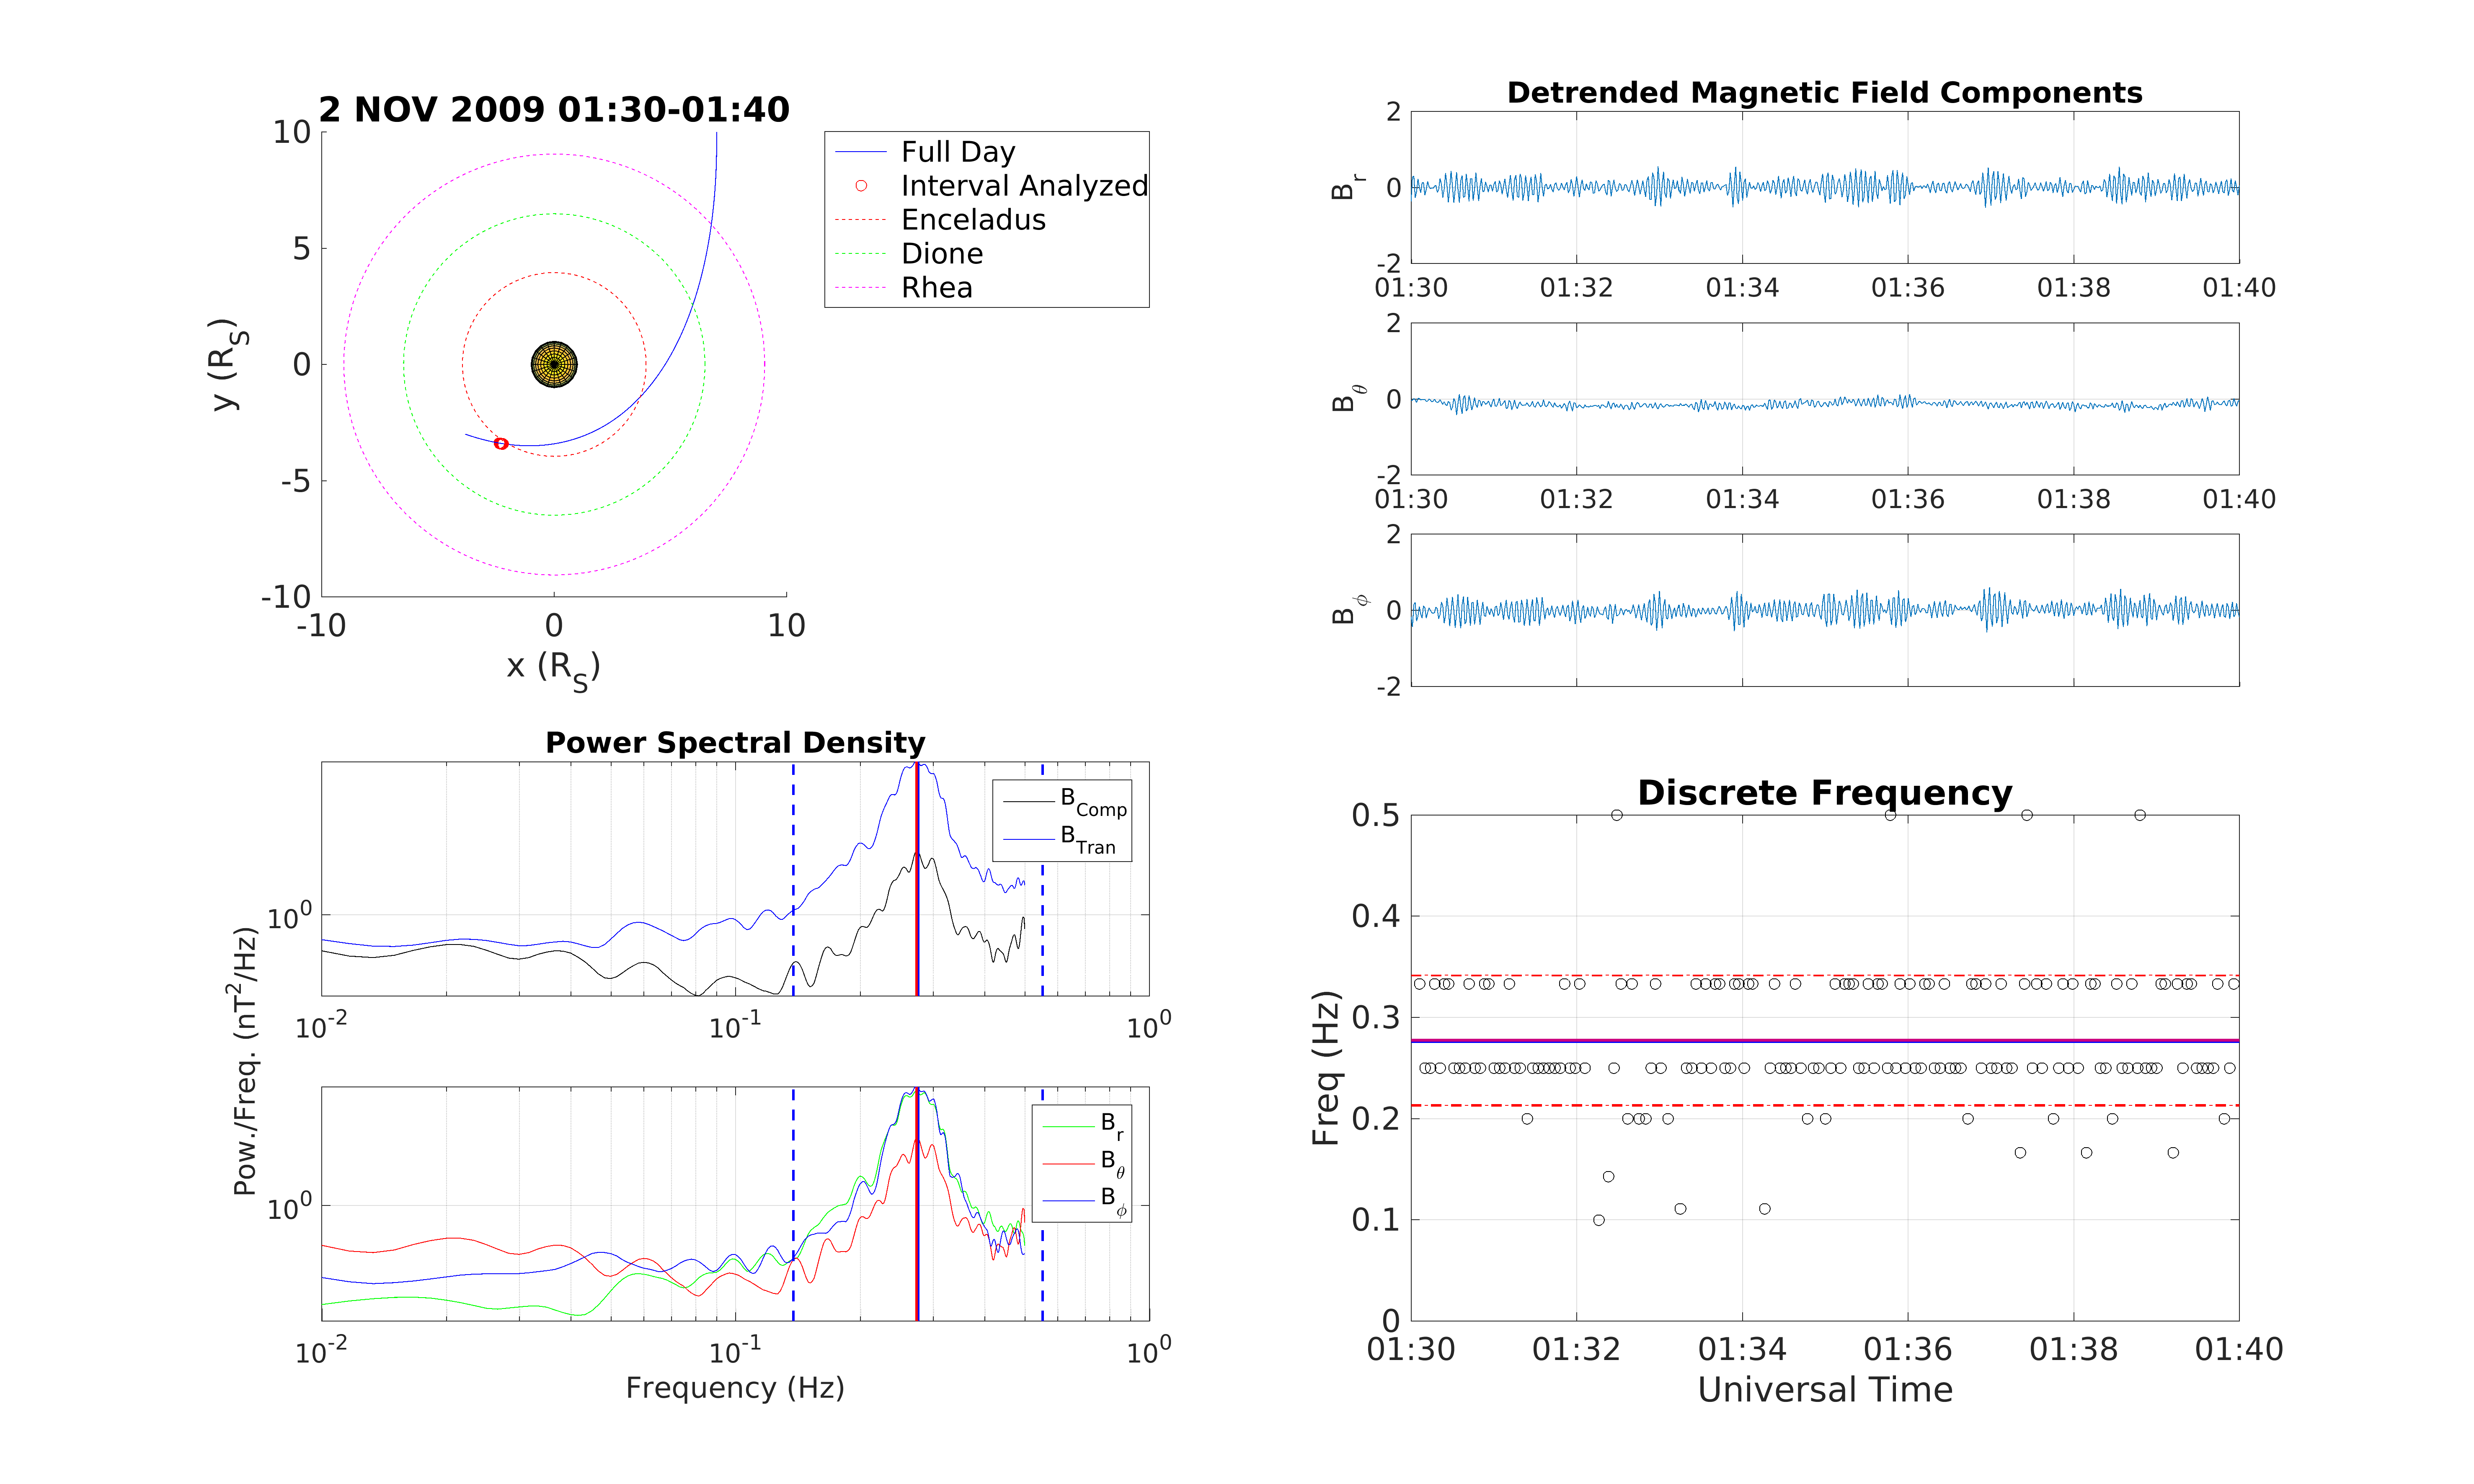 2 NOV 2009 01:30-01:40
10
5
0
-5
-10
-10 0 10
y (R_S)
x (R_S)
Full Day
Interval Analyzed
Enceladus
Dione
Rhea
Detrended Magnetic Field Components
2
0
-2
B_r
01:30 01:32 01:34 01:36 01:38 01:40
2
0
-2
B_θ
01:30 01:32 01:34 01:36 01:38 01:40
2
0
-2
B_ϕ
Power Spectral Density
10^0
B_Comp
B_Tran
10^-2 10^-1 10^0
Pow./Freq. (nT^2/Hz)
10^0
B_r
B_θ
B_ϕ
10^-2 10^-1 10^0
Frequency (Hz)
Discrete Frequency
0.5
0.4
0.3
0.2
0.1
0
Freq (Hz)
01:30 01:32 01:34 01:36 01:38 01:40
Universal Time